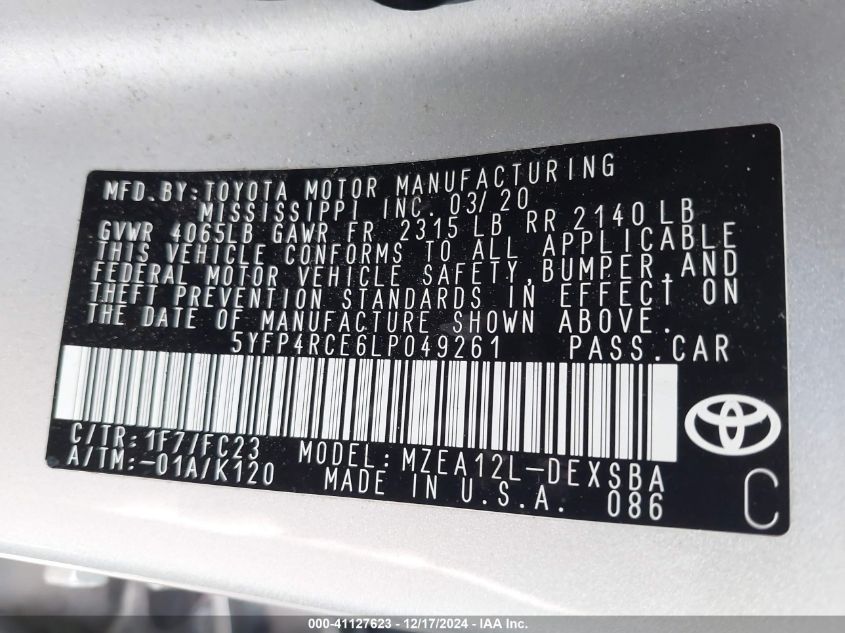 MFD.BY:TOYOTA MOTOR MANUFACTURING
MISSISSIPPI INC. 03/20
GVWR 4065LB GAWR FR 2315 LB RR 2140 LB
THIS VEHICLE CONFORMS TO ALL APPLICABLE
FEDERAL MOTOR VEHICLE SAFETY,BUMPER,AND
THEFT PREVENTION STANDARDS IN EFFECT ON
THE DATE OF MANUFACTURE SHOWN ABOVE.
5YFP4RCE6LP049261 PASS.CAR
C/TR:1F7/FC23 MODEL:MZEA12L-DEXSBA
A/TM:-01A/K120 MADE IN U.S.A. 086
C
000-41127623 - 12/17/2024 - IAA Inc.